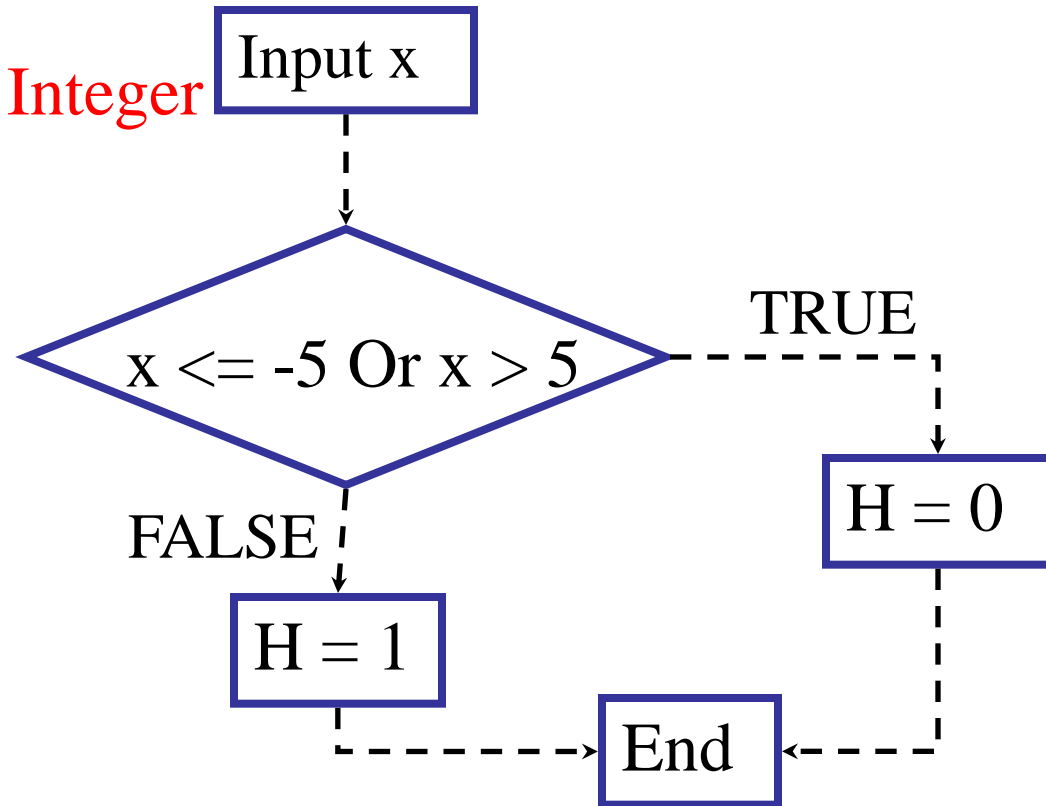 Input x
Integer
x <= -5 Or x > 5
TRUE
FALSE
H = 0
H = 1
End